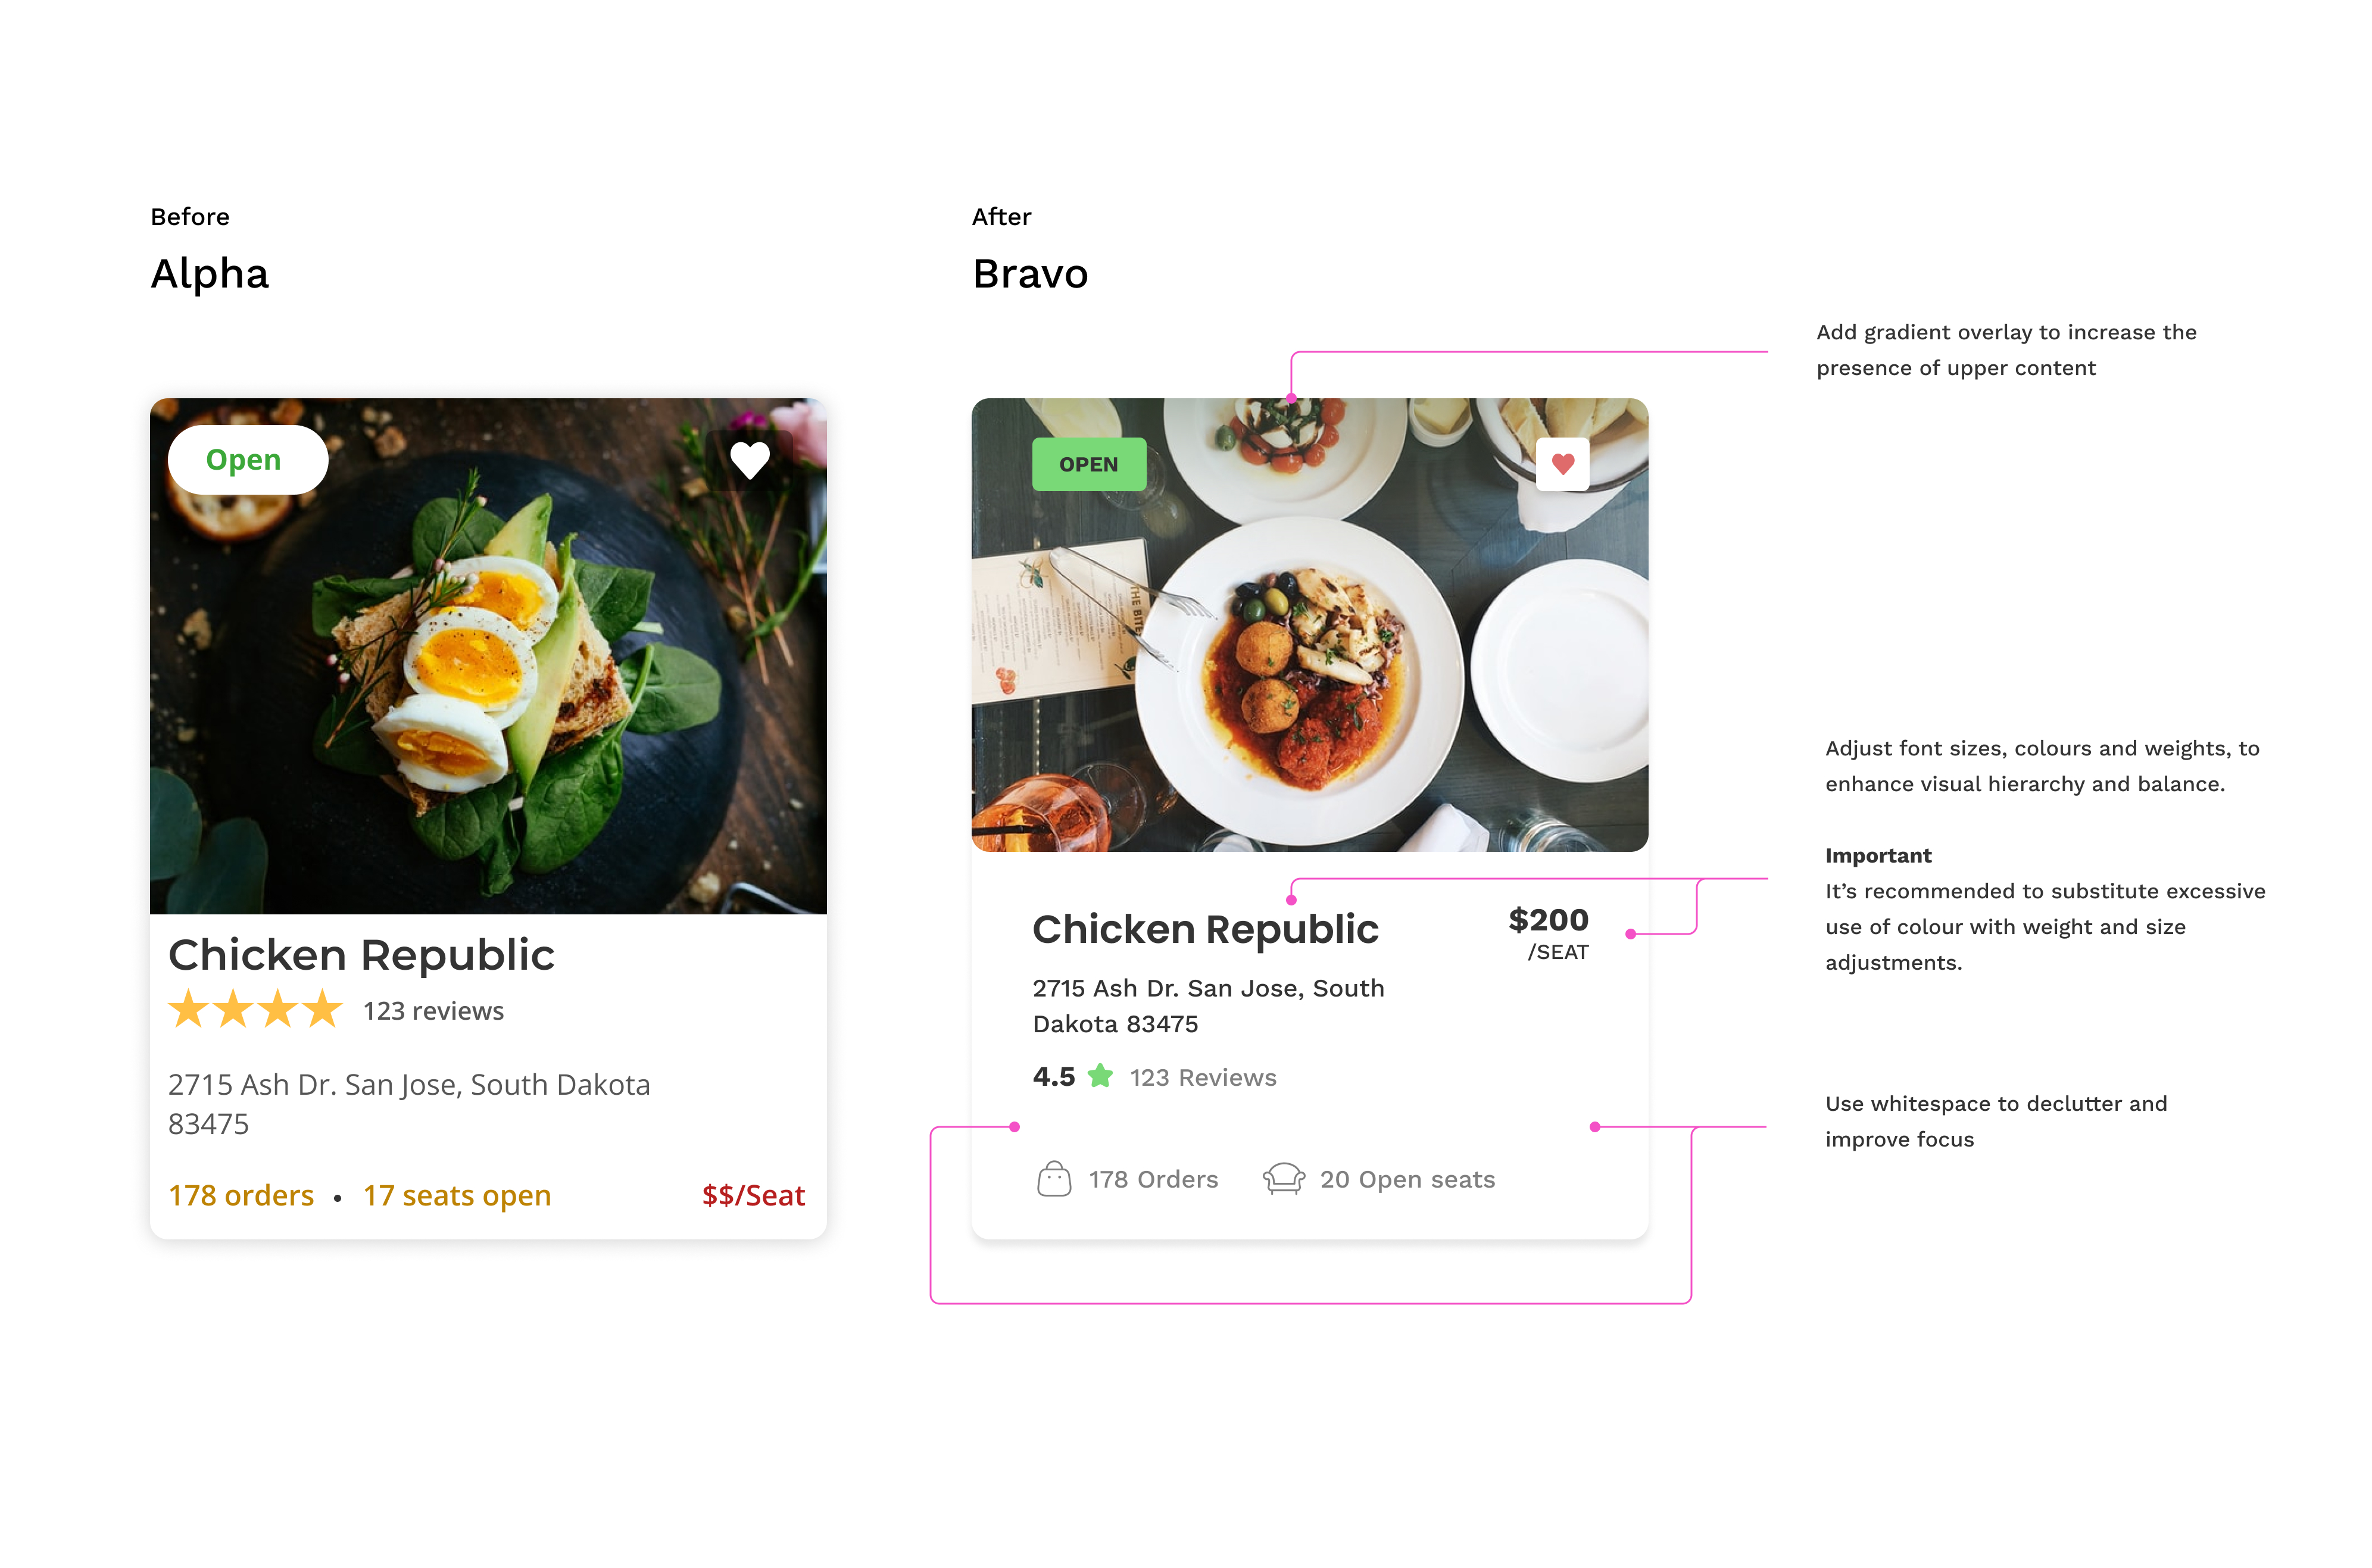 Before
Alpha
After
Bravo
Add gradient overlay to increase the
presence of upper content
Open
OPEN
THE BITE
Adjust font sizes, colours and weights, to
enhance visual hierarchy and balance.
Important
It’s recommended to substitute excessive
use of colour with weight and size
adjustments.
Chicken Republic
123 reviews
2715 Ash Dr. San Jose, South Dakota
83475
178 orders • 17 seats open
$$/Seat
Chicken Republic
$200
/SEAT
2715 Ash Dr. San Jose, South
Dakota 83475
4.5 123 Reviews
178 Orders
20 Open seats
Use whitespace to declutter and
improve focus